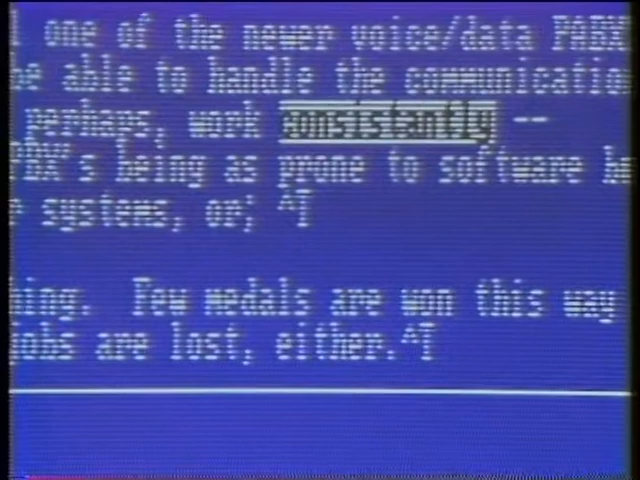 one of the newer voice/data PABX
be able to handle the communication
perhaps, work consistantly --
PBX's being as prone to software
systems, or; ^T
hing. Few medals are won this way
jobs are lost, either.^T